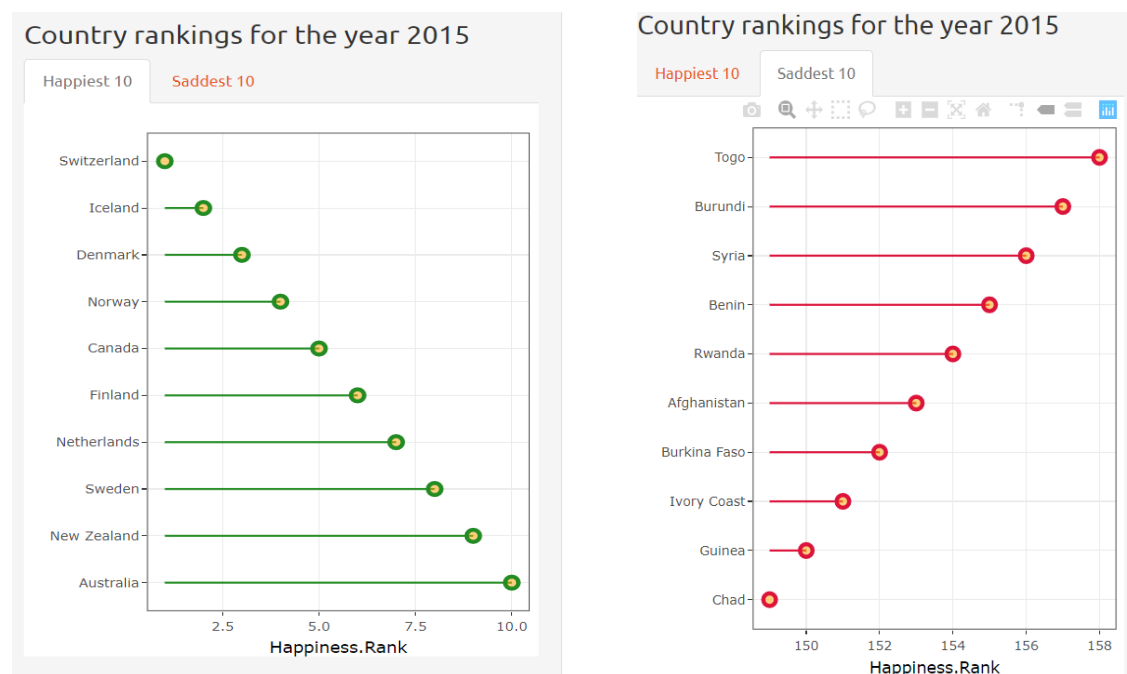 Country rankings for the year 2015
Happiest 10 Saddest 10
Switzerland
Iceland
Denmark
Norway
Canada
Finland
Netherlands
Sweden
New Zealand
Australia
2.5 5.0 7.5 10.0
Happiness.Rank
Country rankings for the year 2015
Happiest 10 Saddest 10
Togo
Burundi
Syria
Benin
Rwanda
Afghanistan
Burkina Faso
Ivory Coast
Guinea
Chad
150 152 154 156 158
Happiness.Rank